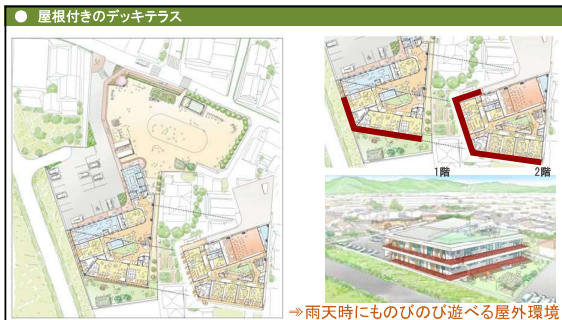 ● 屋根付きのデッキテラス
1階
2階
→雨天時にものびのび遊べる屋外環境